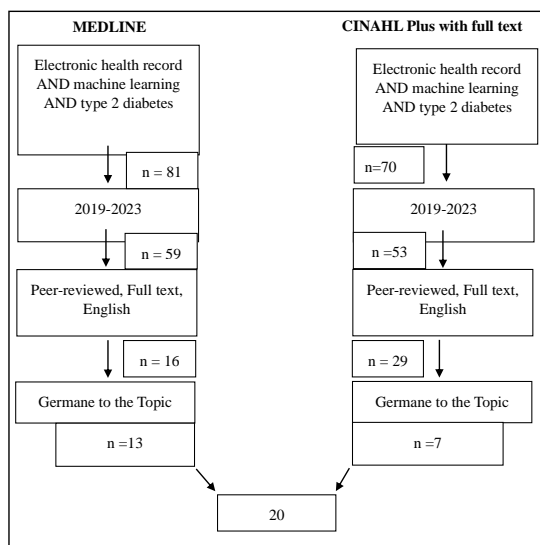 MEDLINE
Electronic health record
AND machine learning
AND type 2 diabetes
n = 81
2019-2023
n = 59
Peer-reviewed, Full text,
English
n = 16
Germane to the Topic
n =13
CINAHL Plus with full text
Electronic health record
AND machine learning
AND type 2 diabetes
n=70
2019-2023
n =53
Peer-reviewed, Full text,
English
n = 29
Germane to the Topic
n =7
20